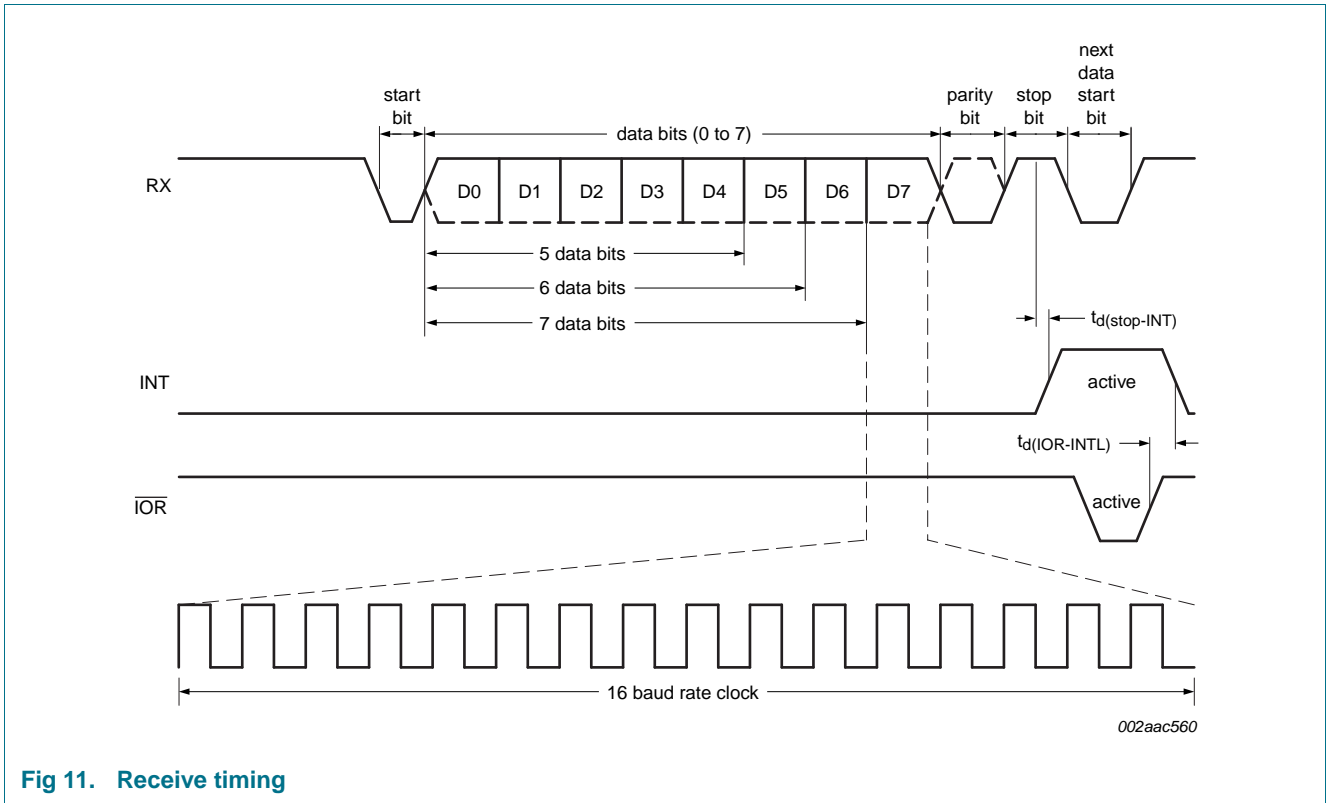 next
data
start
bit
start
bit
parity
bit
stop
bit
data bits (0 to 7)
RX
D0 D1 D2 D3 D4 D5 D6 D7
5 data bits
6 data bits
7 data bits
td(stop-INT)
INT
active
td(IOR-INTL)
IOR
active
16 baud rate clock
002aac560
Fig 11. Receive timing